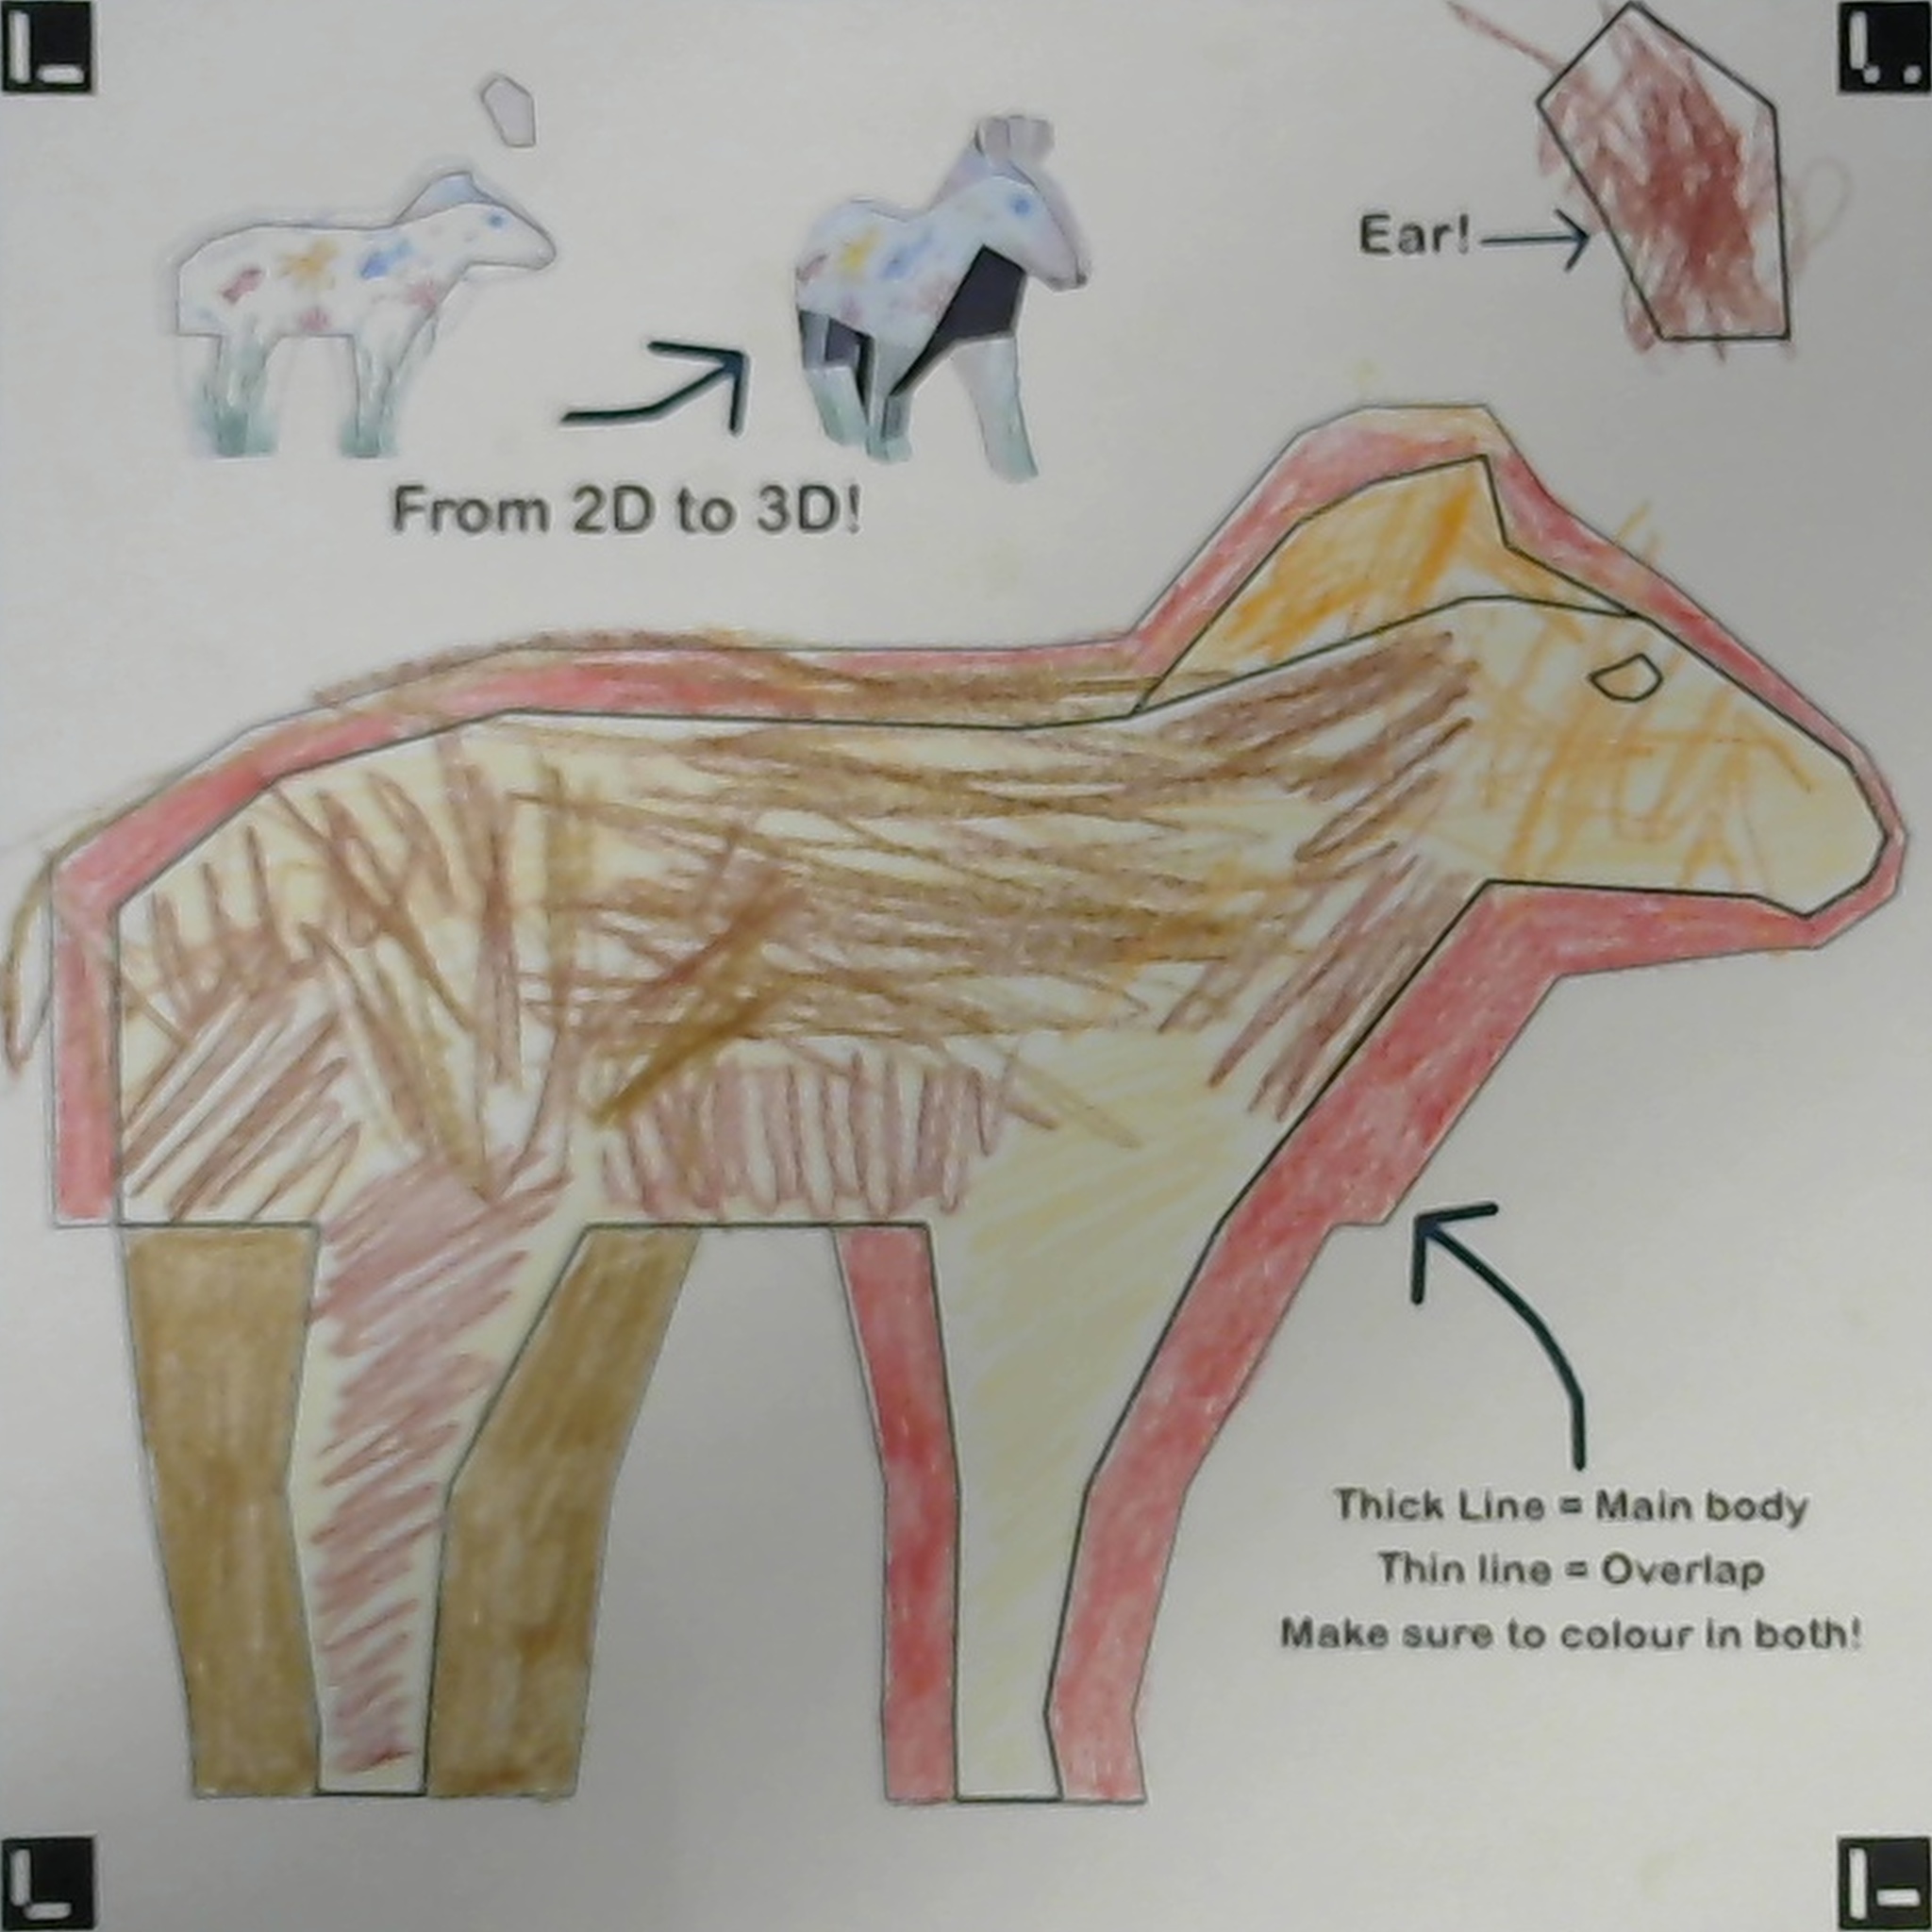 Ear!
From 2D to 3D!
Thick Line = Main body
Thin line = Overlap
Make sure to colour in both!